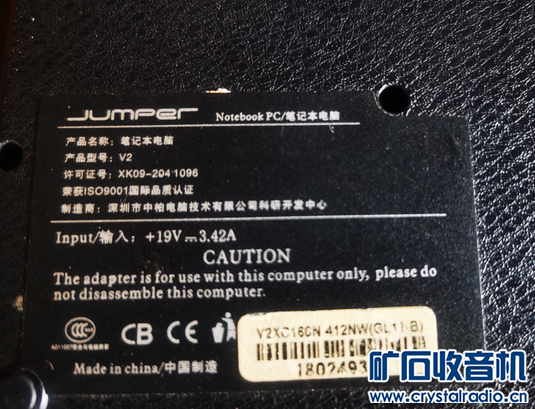 JUMPER Notebook PC/笔记本电脑
产品名称: 笔记本电脑
产品型号: V2
许可证号: XK09-204 1096
荣获ISO9001国际品质认证
制造商: 深圳市中柏电脑技术有限公司科研开发中心
Input/输入: +19V⎓3.42A
CAUTION
The adapter is for use with this computer only, please do
not disassemble this computer.
CCC CB CE
Made in china/中国制造
V2XC160N 412NW(GL11-B)
1802493
矿石收音机
www.crystalradio.cn